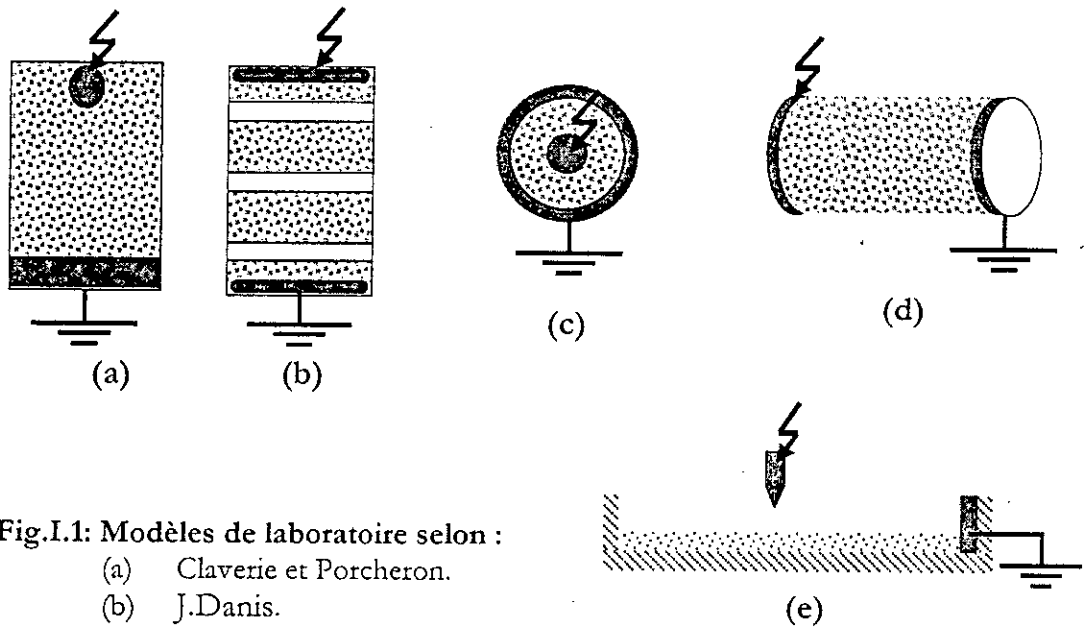 (a)
(b)
(c)
(d)
Fig.I.1: Modèles de laboratoire selon :
(a) Claverie et Porcheron.
(b) J.Danis.
(e)